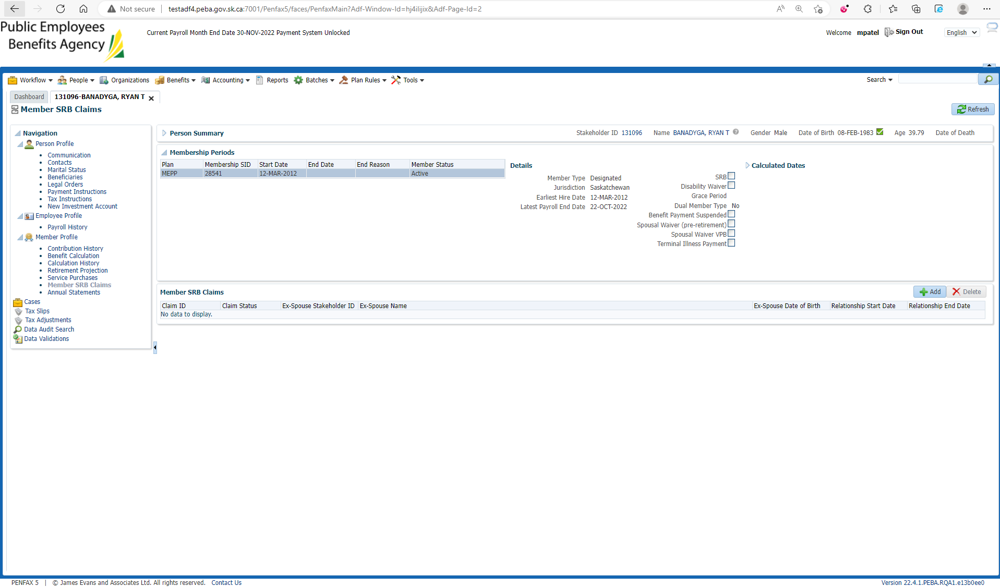 Not secure | testadf4.peba.gov.sk.ca:7001/Penfax5/faces/PenfaxMain?Adf-Window-Id=hj4ilijix&Adf-Page-Id=2
Public Employees
Benefits Agency
Current Payroll Month End Date 30-NOV-2022 Payment System Unlocked
Welcome mpatel Sign Out English
Workflow People Organizations Benefits Accounting Reports Batches Plan Rules Tools Search
Dashboard 131096-BANADYGA, RYAN T
Member SRB Claims Refresh
Navigation
Person Profile
Communication
Contacts
Marital Status
Beneficiaries
Legal Orders
Payment Instructions
Tax Instructions
New Investment Account
Employee Profile
Payroll History
Member Profile
Contribution History
Benefit Calculation
Calculation History
Retirement Projection
Service Purchases
Member SRB Claims
Annual Statements
Cases
Tax Slips
Tax Adjustments
Data Audit Search
Data Validations
Person Summary Stakeholder ID 131096 Name BANADYGA, RYAN T Gender Male Date of Birth 08-FEB-1983 Age 39.79 Date of Death
Membership Periods
Plan Membership SID Start Date End Date End Reason Member Status
MEPP 28541 12-MAR-2012 Active
Details
Member Type Designated
Jurisdiction Saskatchewan
Earliest Hire Date 12-MAR-2012
Latest Payroll End Date 22-OCT-2022
SRB
Disability Waiver
Grace Period
Dual Member Type No
Benefit Payment Suspended
Spousal Waiver (pre-retirement)
Spousal Waiver VPB
Terminal Illness Payment
Calculated Dates
Member SRB Claims Add Delete
Claim ID Claim Status Ex-Spouse Stakeholder ID Ex-Spouse Name Ex-Spouse Date of Birth Relationship Start Date Relationship End Date
No data to display.
PENFAX 5 | © James Evans and Associates Ltd. All rights reserved. Contact Us Version 22.4.1.PEBA.RQA1.e13b0ee0